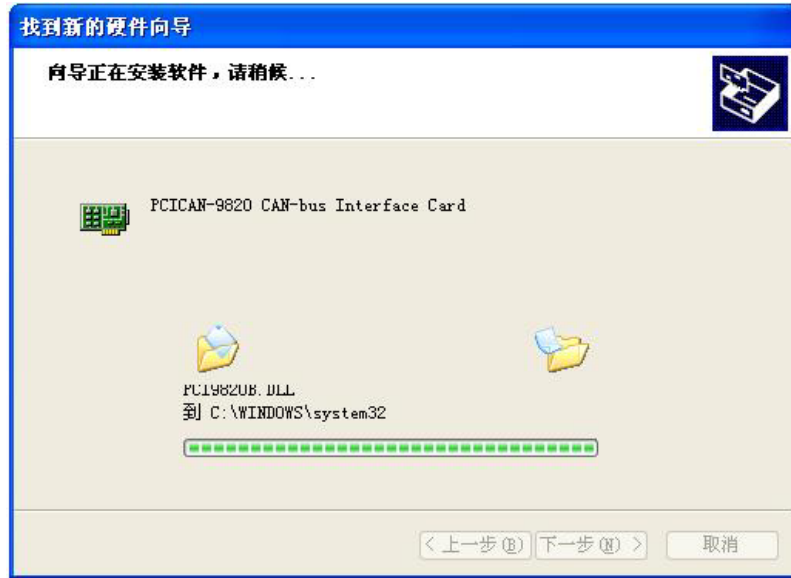 找到新的硬件向导
向导正在安装软件，请稍候...
PCICAN-9820 CAN-bus Interface Card
PCI9820B.DLL
到 C:\WINDOWS\system32
< 上一步(B) 下一步(N) > 取消